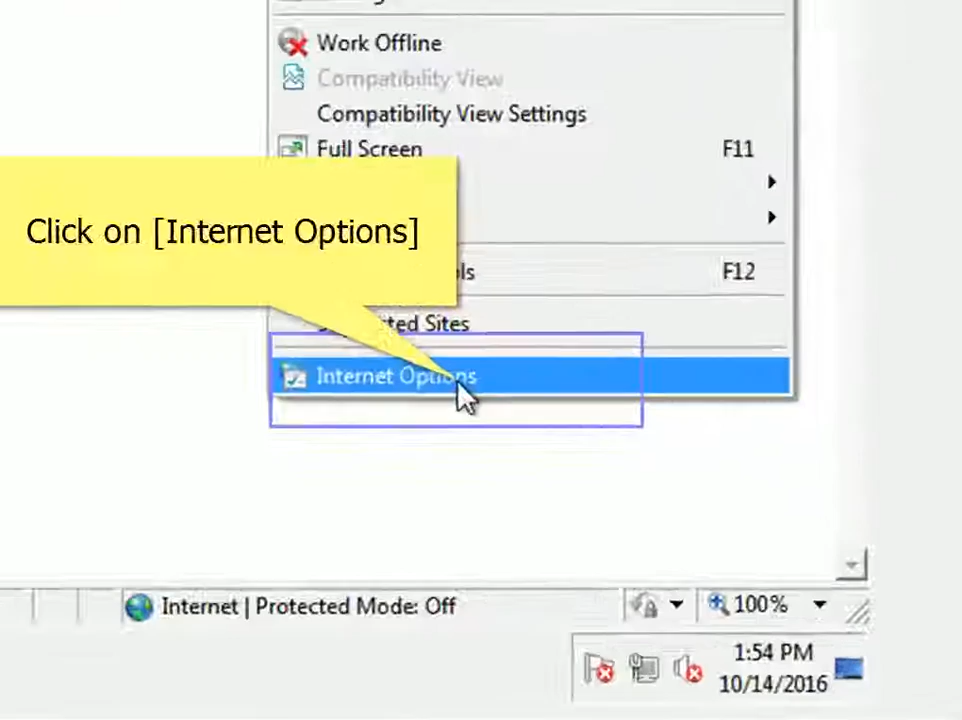 Work Offline
Compatibility View
Compatibility View Settings
Full Screen F11
Click on [Internet Options]
F12
Sites
Internet Options
Internet | Protected Mode: Off
100%
1:54 PM
10/14/2016